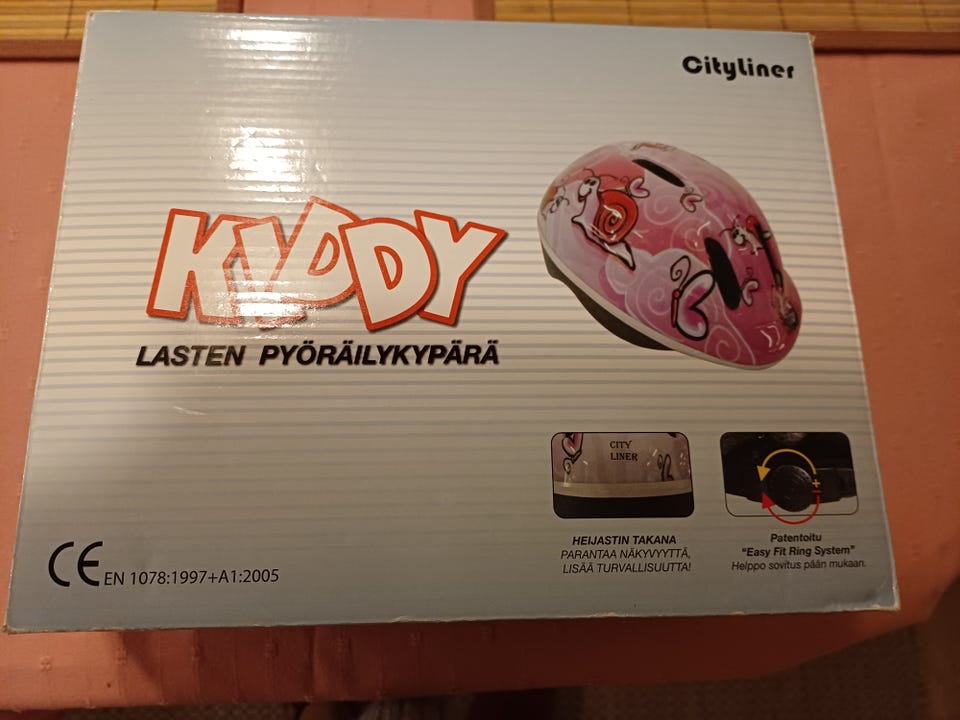 CityLiner
KYDDY
LASTEN PYÖRÄILYKYPÄRÄ
CITY
LINER
+
-
HEIJASTIN TAKANA
PARANTAA NÄKYVYYTTÄ,
LISÄÄ TURVALLISUUTTA!
Patentoitu
"Easy Fit Ring System"
Helppo sovitus pään mukaan.
CE EN 1078:1997+A1:2005